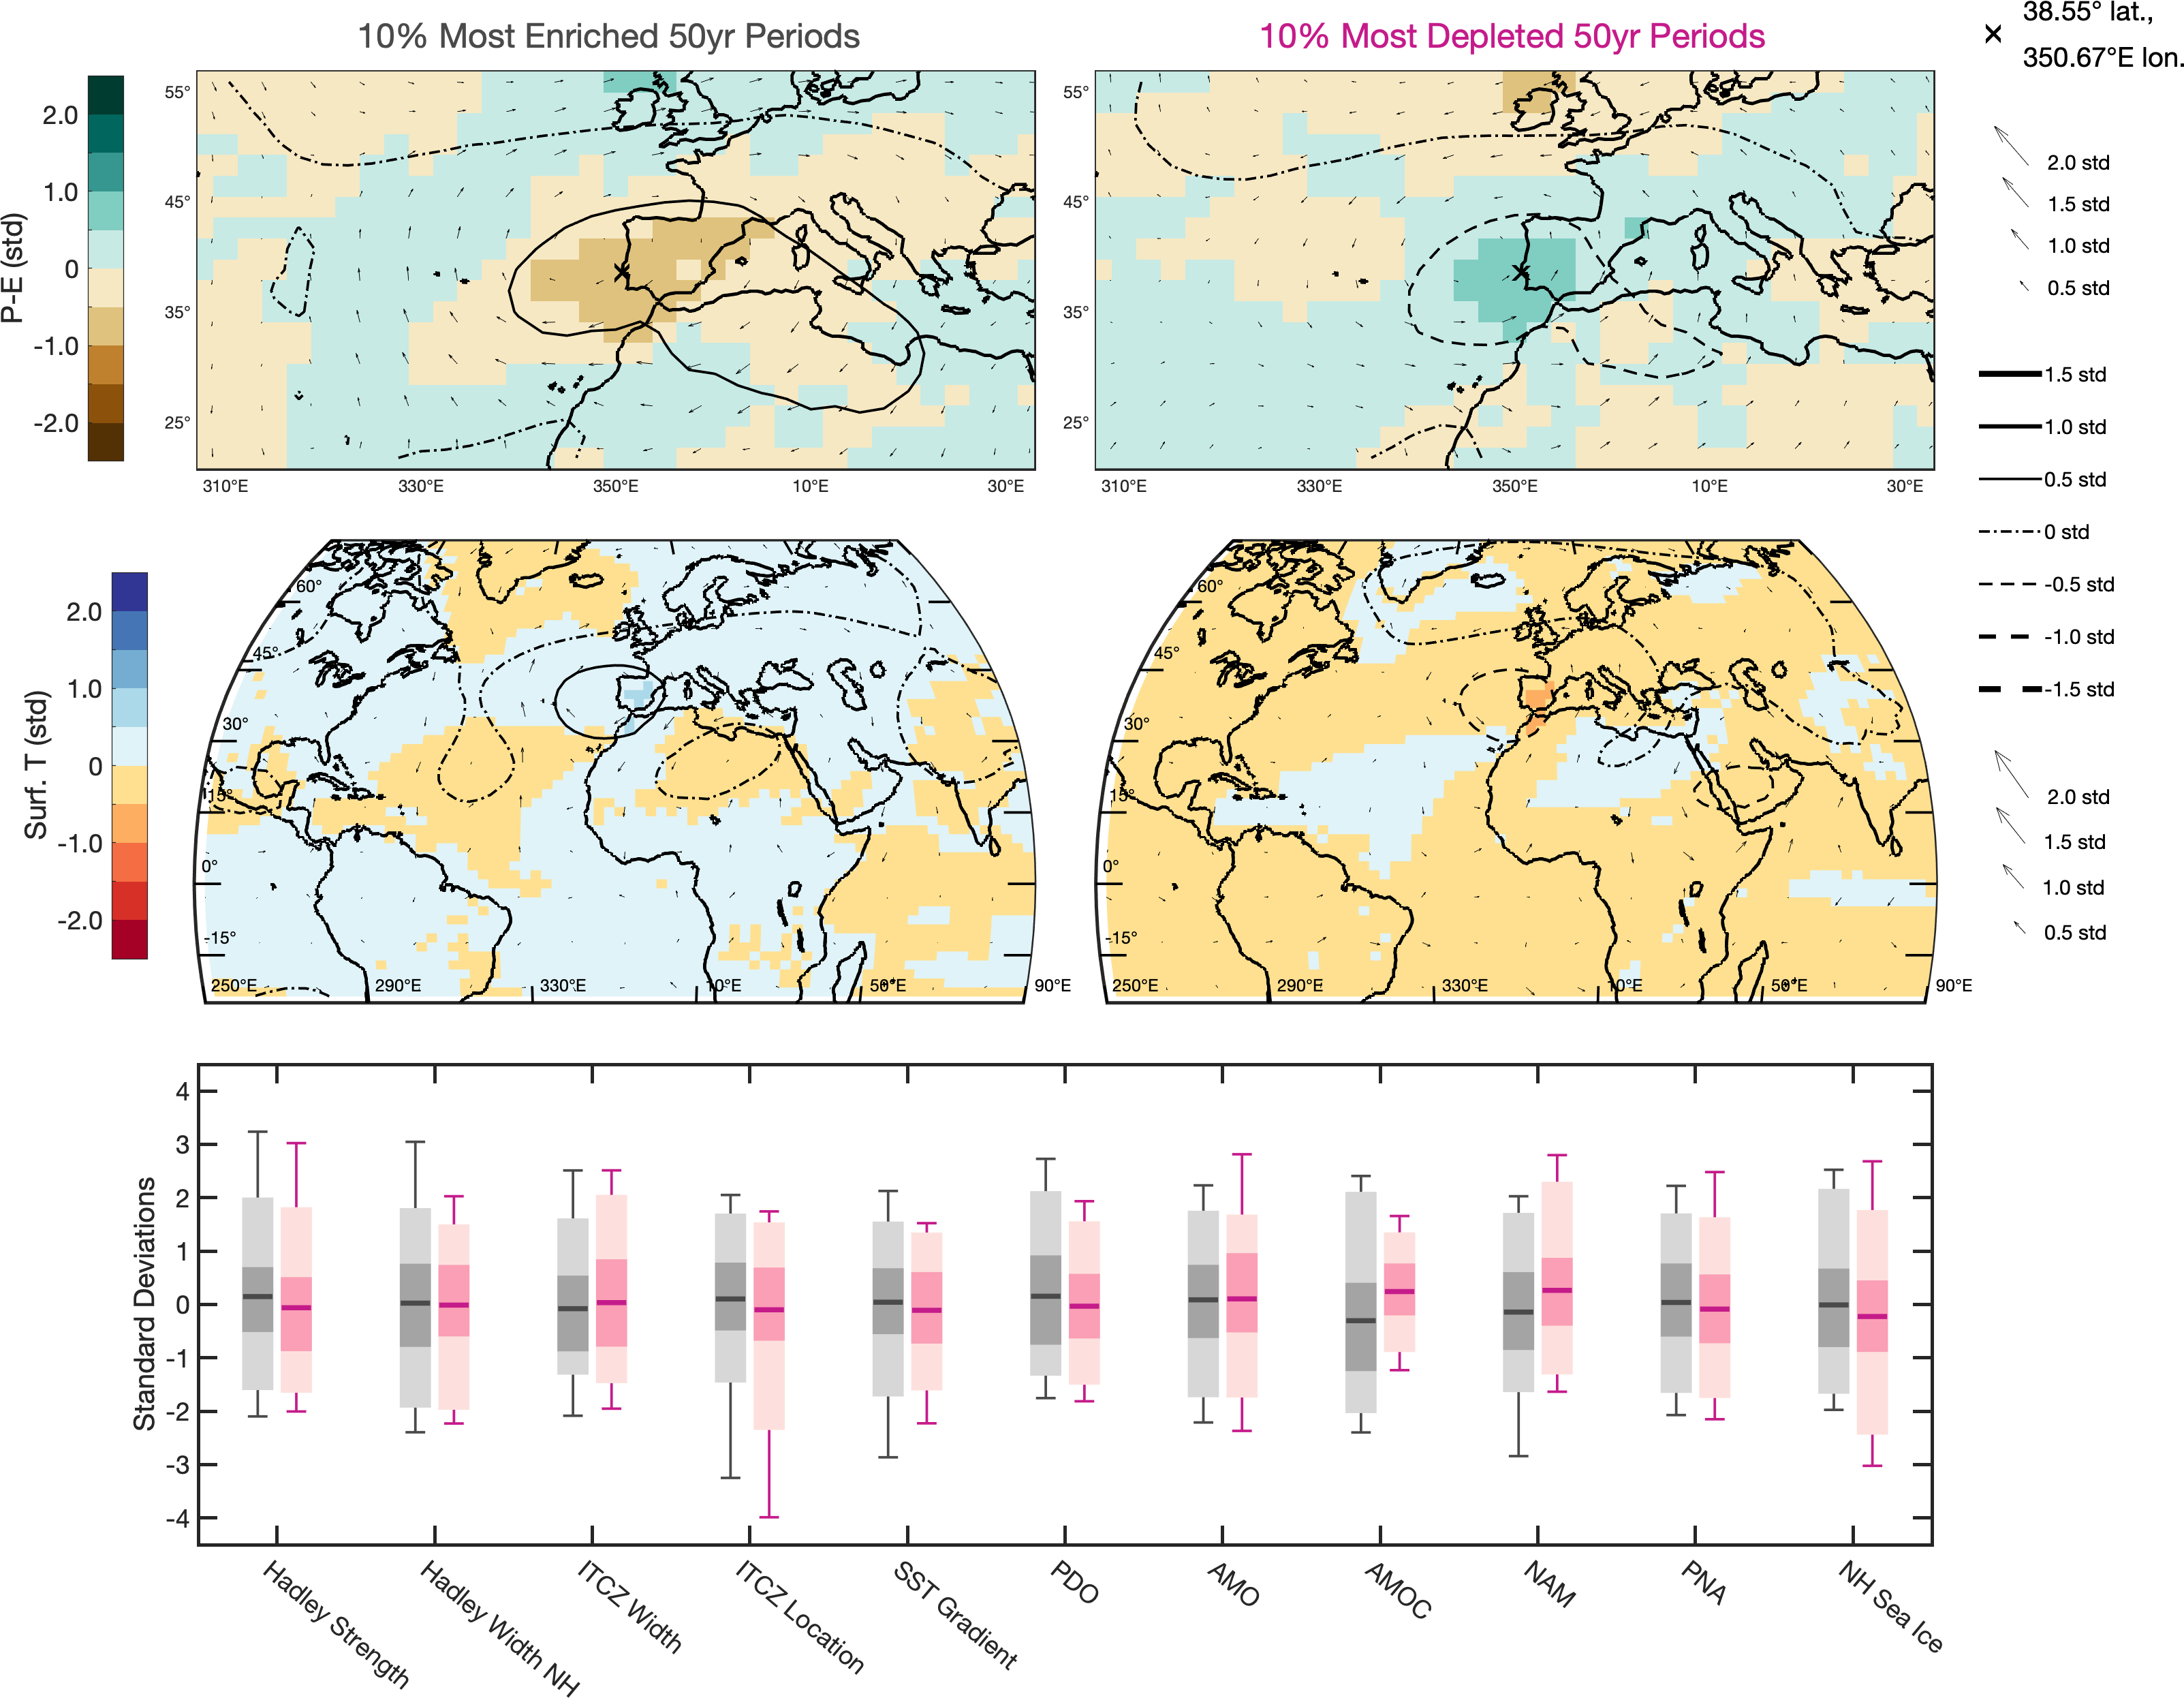 10% Most Enriched 50yr Periods
10% Most Depleted 50yr Periods
38.55° lat.,
350.67°E lon.
P-E (std)
2.0
1.0
0
-1.0
-2.0
55°
45°
35°
25°
310°E 330°E 350°E 10°E 30°E
55°
45°
35°
25°
310°E 330°E 350°E 10°E 30°E
2.0 std
1.5 std
1.0 std
0.5 std
1.5 std
1.0 std
0.5 std
0 std
-0.5 std
-1.0 std
-1.5 std
Surf. T (std)
2.0
1.0
0
-1.0
-2.0
60°
45°
30°
15°
0°
-15°
250°E 290°E 330°E 10°E 50°E 90°E
60°
45°
30°
15°
0°
-15°
250°E 290°E 330°E 10°E 50°E 90°E
2.0 std
1.5 std
1.0 std
0.5 std
Standard Deviations
4
3
2
1
0
-1
-2
-3
-4
Hadley Strength
Hadley Width NH
ITCZ Width
ITCZ Location
SST Gradient
PDO
AMO
AMOC
NAM
PNA
NH Sea Ice